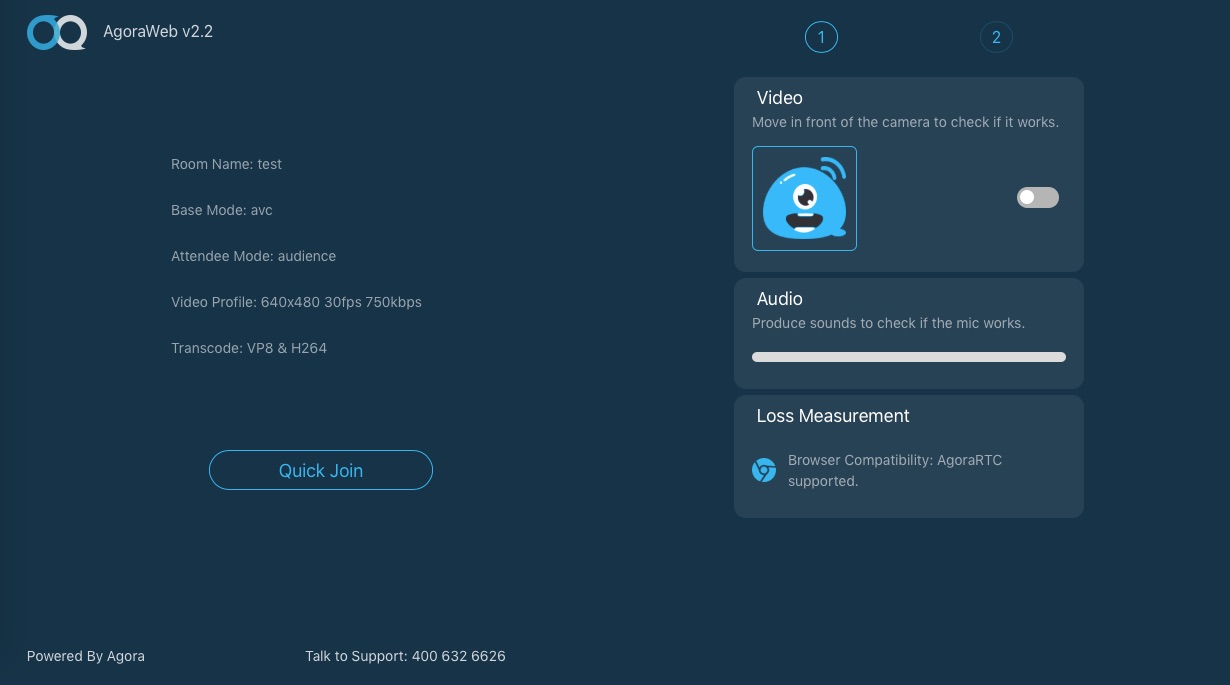 AgoraWeb v2.2
1
2
Room Name: test
Base Mode: avc
Attendee Mode: audience
Video Profile: 640x480 30fps 750kbps
Transcode: VP8 & H264
Quick Join
Video
Move in front of the camera to check if it works.
Audio
Produce sounds to check if the mic works.
Loss Measurement
Browser Compatibility: AgoraRTC
supported.
Powered By Agora
Talk to Support: 400 632 6626